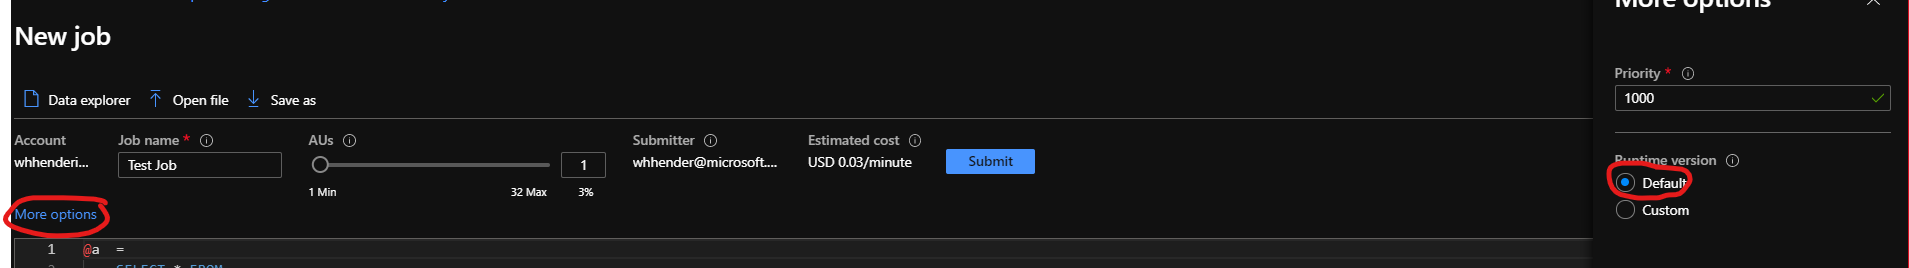 New job
Data explorer
Open file
Save as
Account
Job name *
AUs
Submitter
Estimated cost
whhenderi...
Test Job
1
whhender@microsoft....
USD 0.03/minute
Submit
1 Min
32 Max
3%
More options
1 @a =
SELECT * FROM
More options
Priority *
1000
Runtime version
Default
Custom